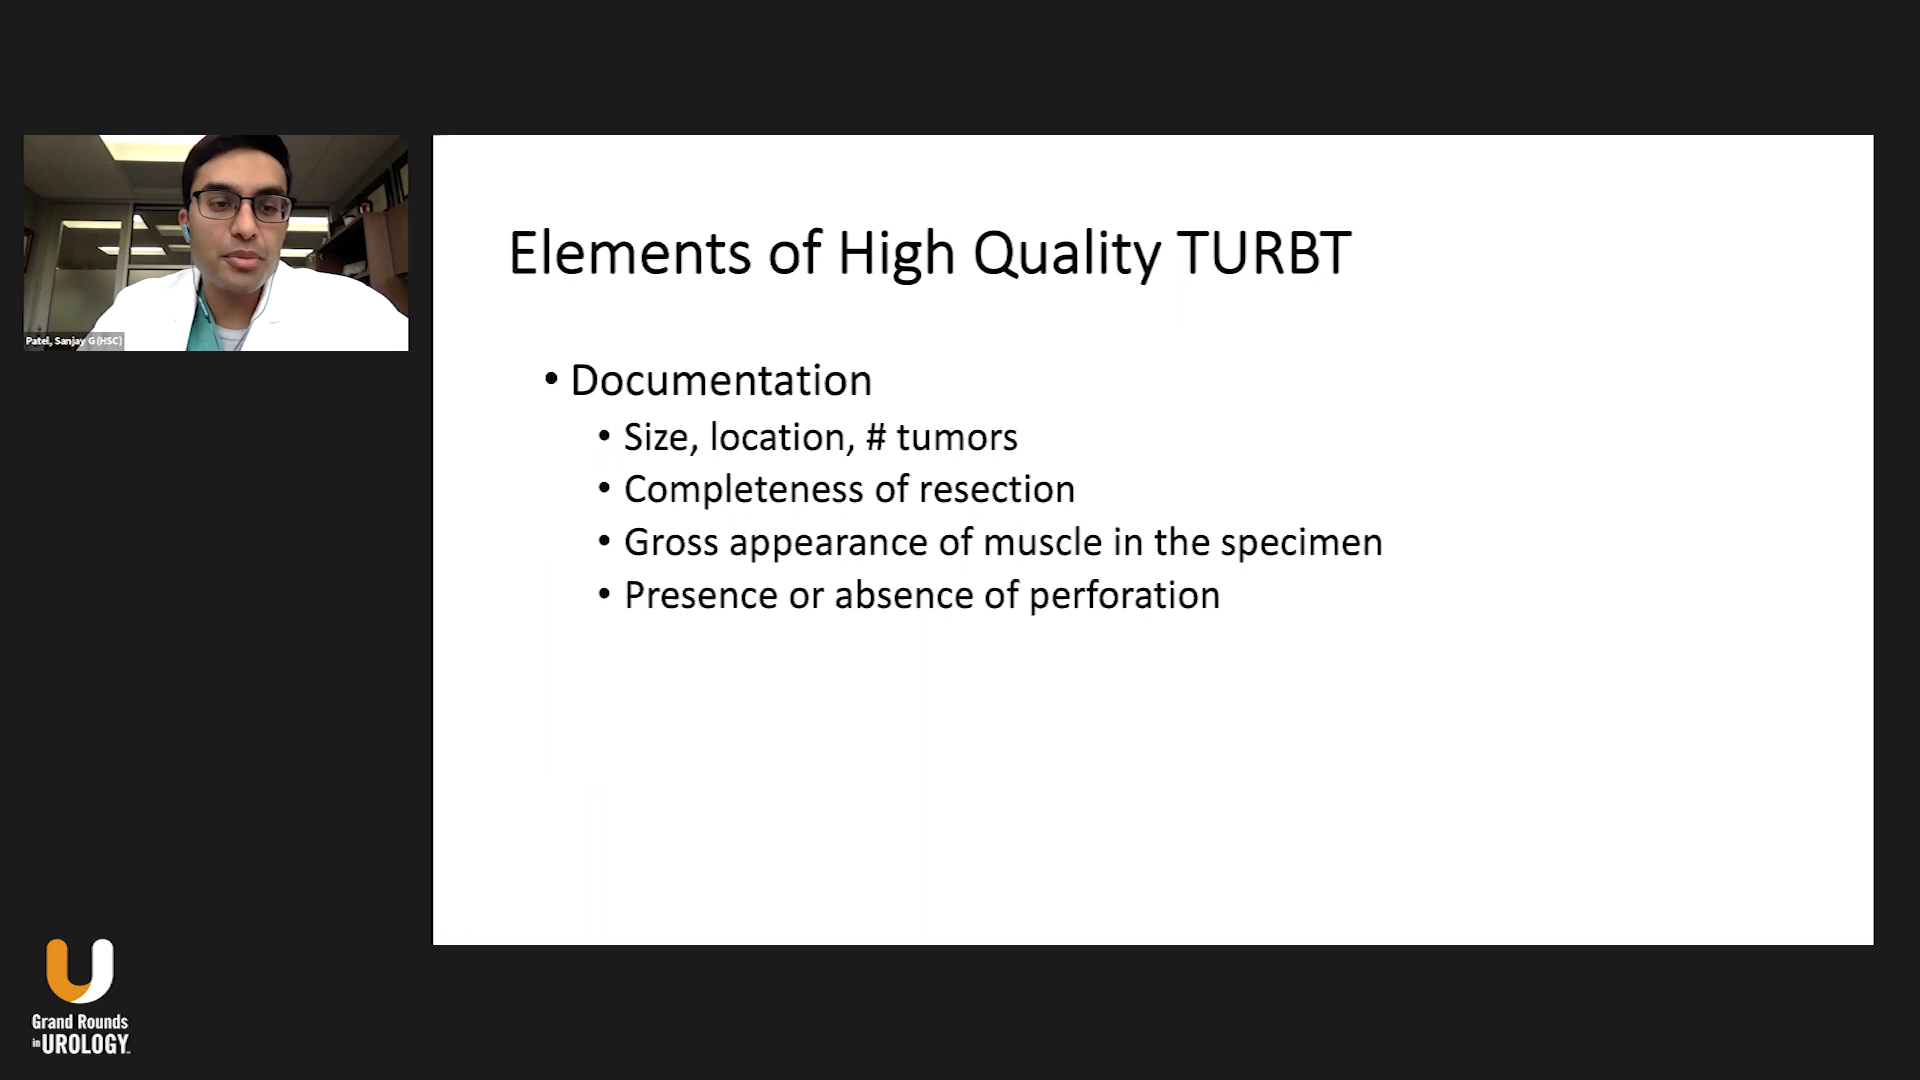 Patel, Sanjay G (HSC)
Elements of High Quality TURBT
• Documentation
• Size, location, # tumors
• Completeness of resection
• Gross appearance of muscle in the specimen
• Presence or absence of perforation
Grand Rounds
in UROLOGY™